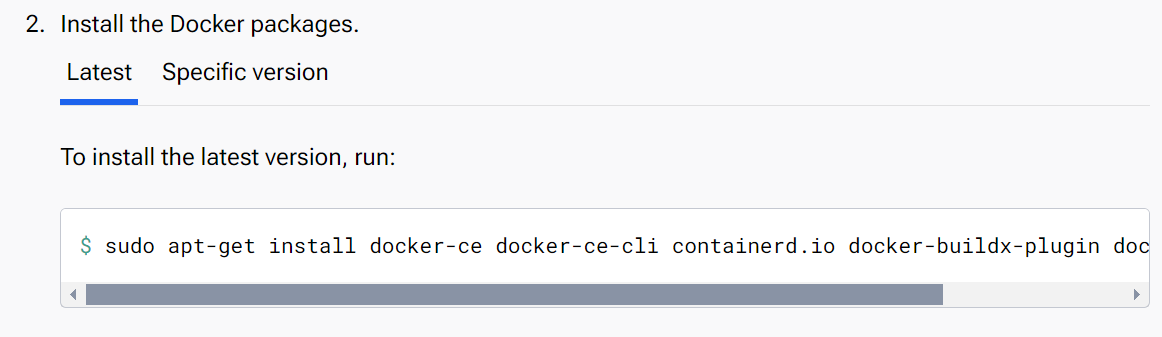 2. Install the Docker packages.
Latest Specific version
To install the latest version, run:
$ sudo apt-get install docker-ce docker-ce-cli containerd.io docker-buildx-plugin doc